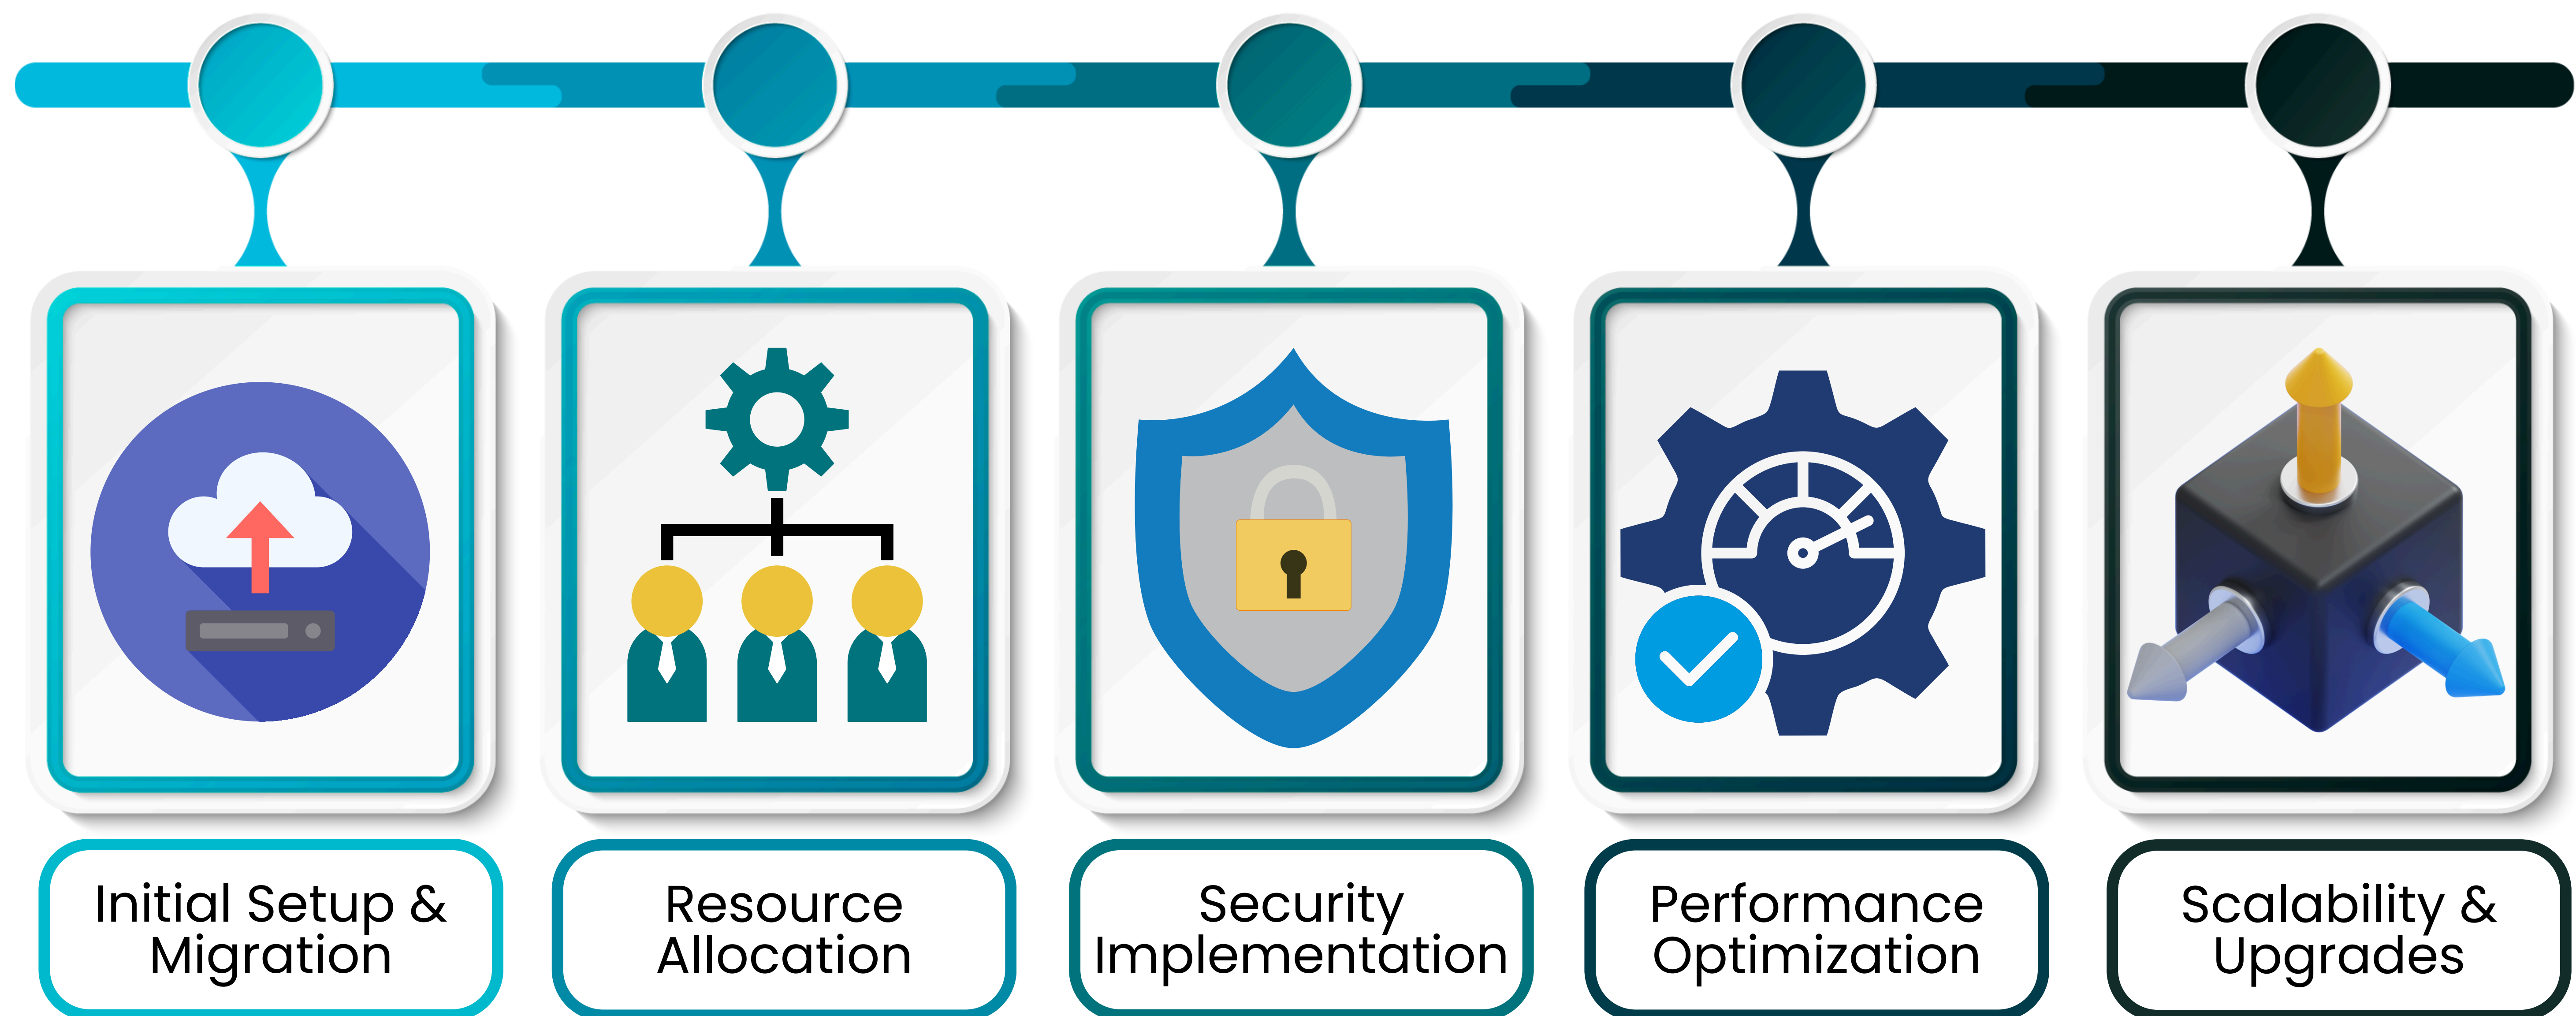 Initial Setup &
Migration
Resource
Allocation
Security
Implementation
Performance
Optimization
Scalability &
Upgrades